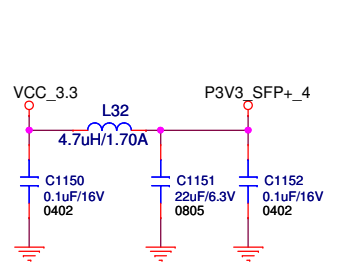 VCC_3.3
P3V3_SFP+_4
L32
4.7uH/1.70A
C1150
0.1uF/16V
0402
C1151
22uF/6.3V
0805
C1152
0.1uF/16V
0402